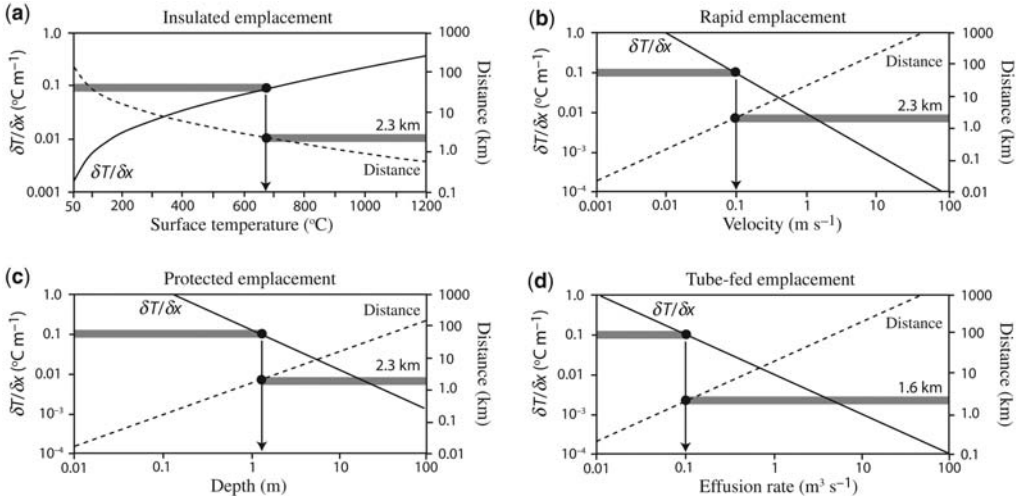 (a) Insulated emplacement
δT/δx (°C m⁻¹)
1.0
0.1
0.01
0.001
1000
100
10
1.0
0.1
Distance (km)
2.3 km
Distance
δT/δx
50 200 400 600 800 1000 1200
Surface temperature (°C)
(b) Rapid emplacement
δT/δx (°C m⁻¹)
1.0
0.1
0.01
10⁻³
10⁻⁴
1000
100
10
2
1.0
0.1
0.01
Distance (km)
δT/δx
Distance
2.3 km
0.001 0.01 0.1 1 10 100
Velocity (m s⁻¹)
(c) Protected emplacement
δT/δx (°C m⁻¹)
1.0
0.1
0.01
10⁻³
10⁻⁴
1000
100
10
1.0
0.1
0.01
Distance (km)
δT/δx
Distance
2.3 km
0.01 0.1 1 10 100
Depth (m)
(d) Tube-fed emplacement
δT/δx (°C m⁻¹)
1.0
0.1
0.01
10⁻³
10⁻⁴
1000
100
10
1.0
0.1
Distance (km)
δT/δx
Distance
1.6 km
0.01 0.1 1 10 100
Effusion rate (m³ s⁻¹)